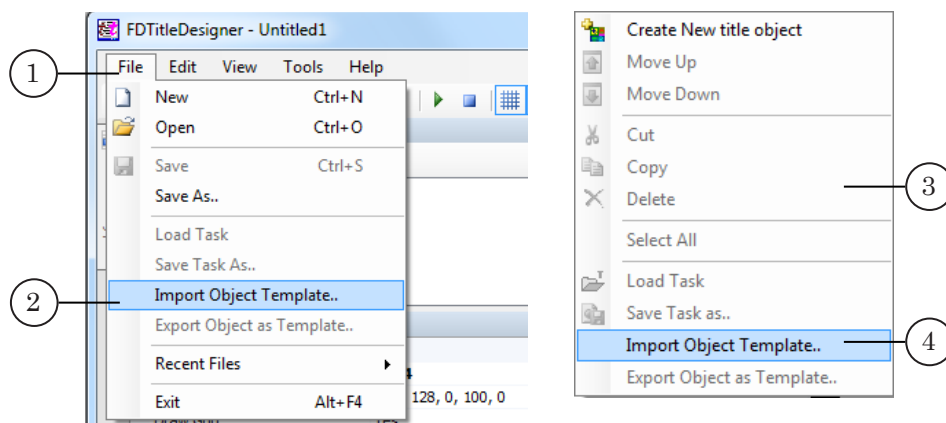 FDTitleDesigner - Untitled1
1
File Edit View Tools Help
New Ctrl+N
Open Ctrl+O
Save Ctrl+S
Save As..
Load Task
Save Task As..
2
Import Object Template..
Export Object as Template..
Recent Files
4
Exit Alt+F4
128, 0, 100, 0
Create New title object
Move Up
Move Down
Cut
Copy
3
Delete
Select All
Load Task
Save Task as..
Import Object Template..
4
Export Object as Template..